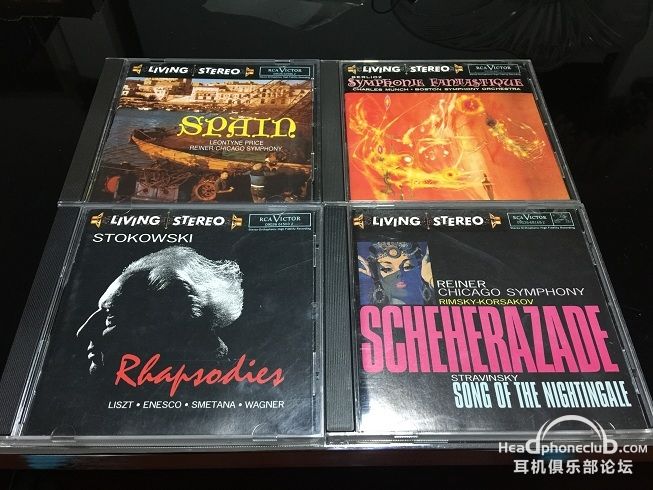 LIVING STEREO
RCA VICTOR
SPAIN
LEONTYNE PRICE
REINER/CHICAGO SYMPHONY
LIVING STEREO
RCA VICTOR
BERLIOZ
SYMPHONIE FANTASTIQUE
CHARLES MUNCH • BOSTON SYMPHONY ORCHESTRA
LIVING STEREO
RCA VICTOR
STOKOWSKI
Rhapsodies
LISZT • ENESCO • SMETANA • WAGNER
LIVING STEREO
RCA VICTOR
REINER
CHICAGO SYMPHONY
RIMSKY-KORSAKOV
SCHEHERAZADE
STRAVINSKY
SONG OF THE NIGHTINGALE
Headphoneclub.com
耳机俱乐部论坛